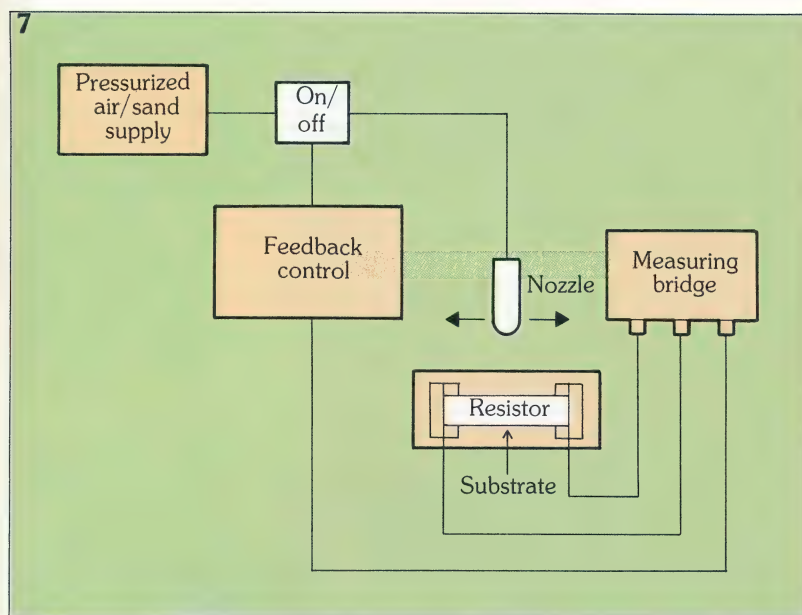 7
Pressurized
air/sand
supply
On/
off
Feedback
control
Nozzle
Measuring
bridge
Resistor
Substrate